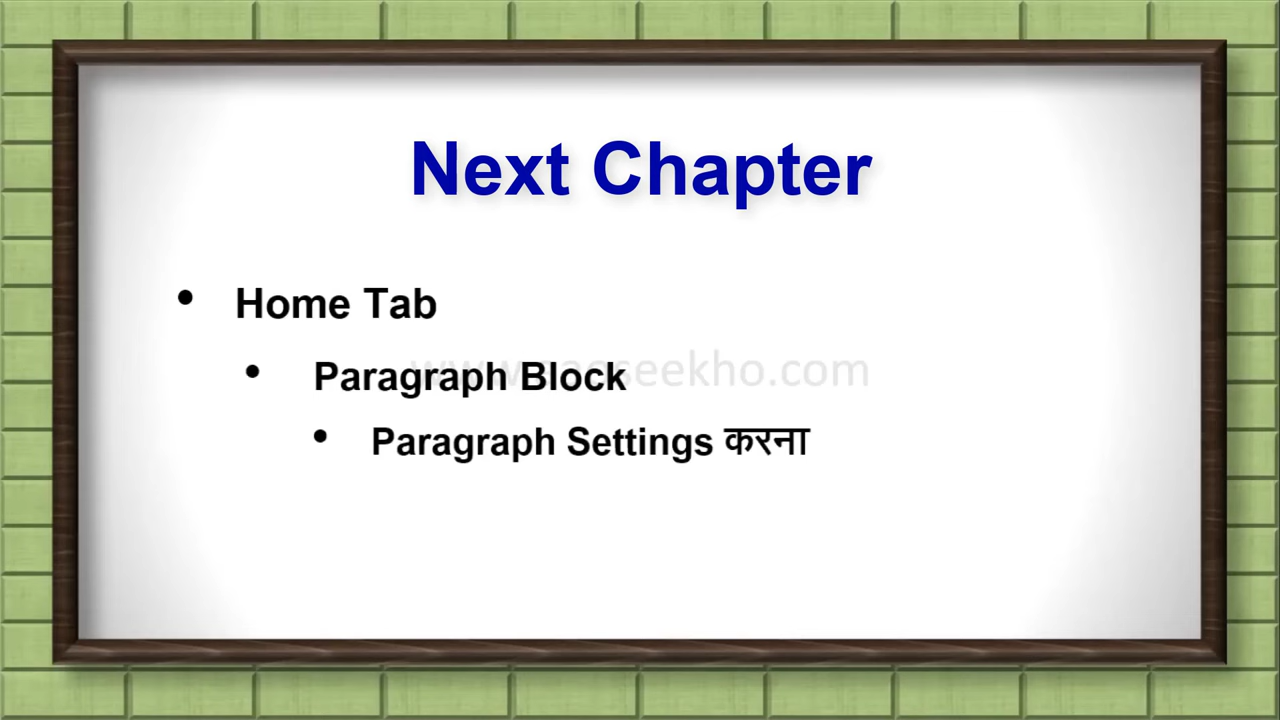 Next Chapter
• Home Tab
• Paragraph Block
• Paragraph Settings करना